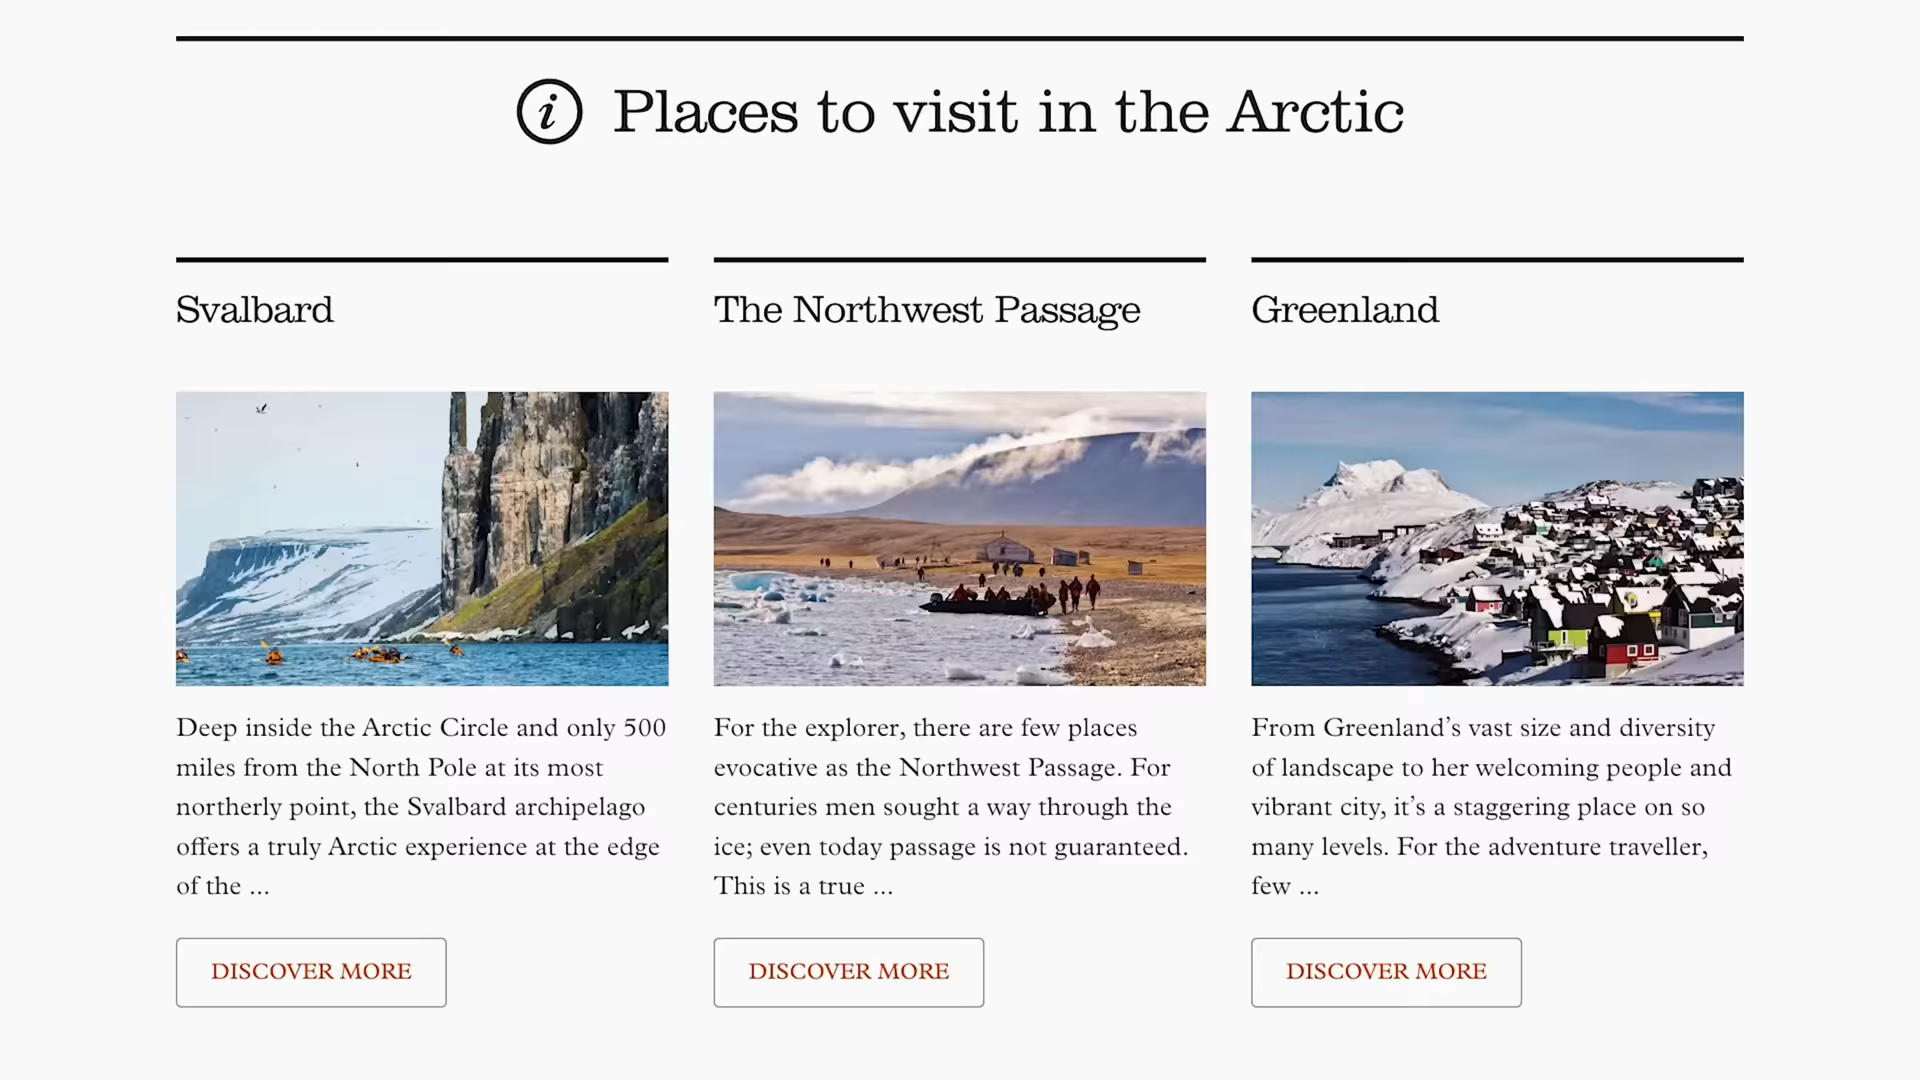 i Places to visit in the Arctic
Svalbard
Deep inside the Arctic Circle and only 500
miles from the North Pole at its most
northerly point, the Svalbard archipelago
offers a truly Arctic experience at the edge
of the ...
DISCOVER MORE
The Northwest Passage
For the explorer, there are few places
evocative as the Northwest Passage. For
centuries men sought a way through the
ice; even today passage is not guaranteed.
This is a true ...
DISCOVER MORE
Greenland
From Greenland’s vast size and diversity
of landscape to her welcoming people and
vibrant city, it’s a staggering place on so
many levels. For the adventure traveller,
few ...
DISCOVER MORE